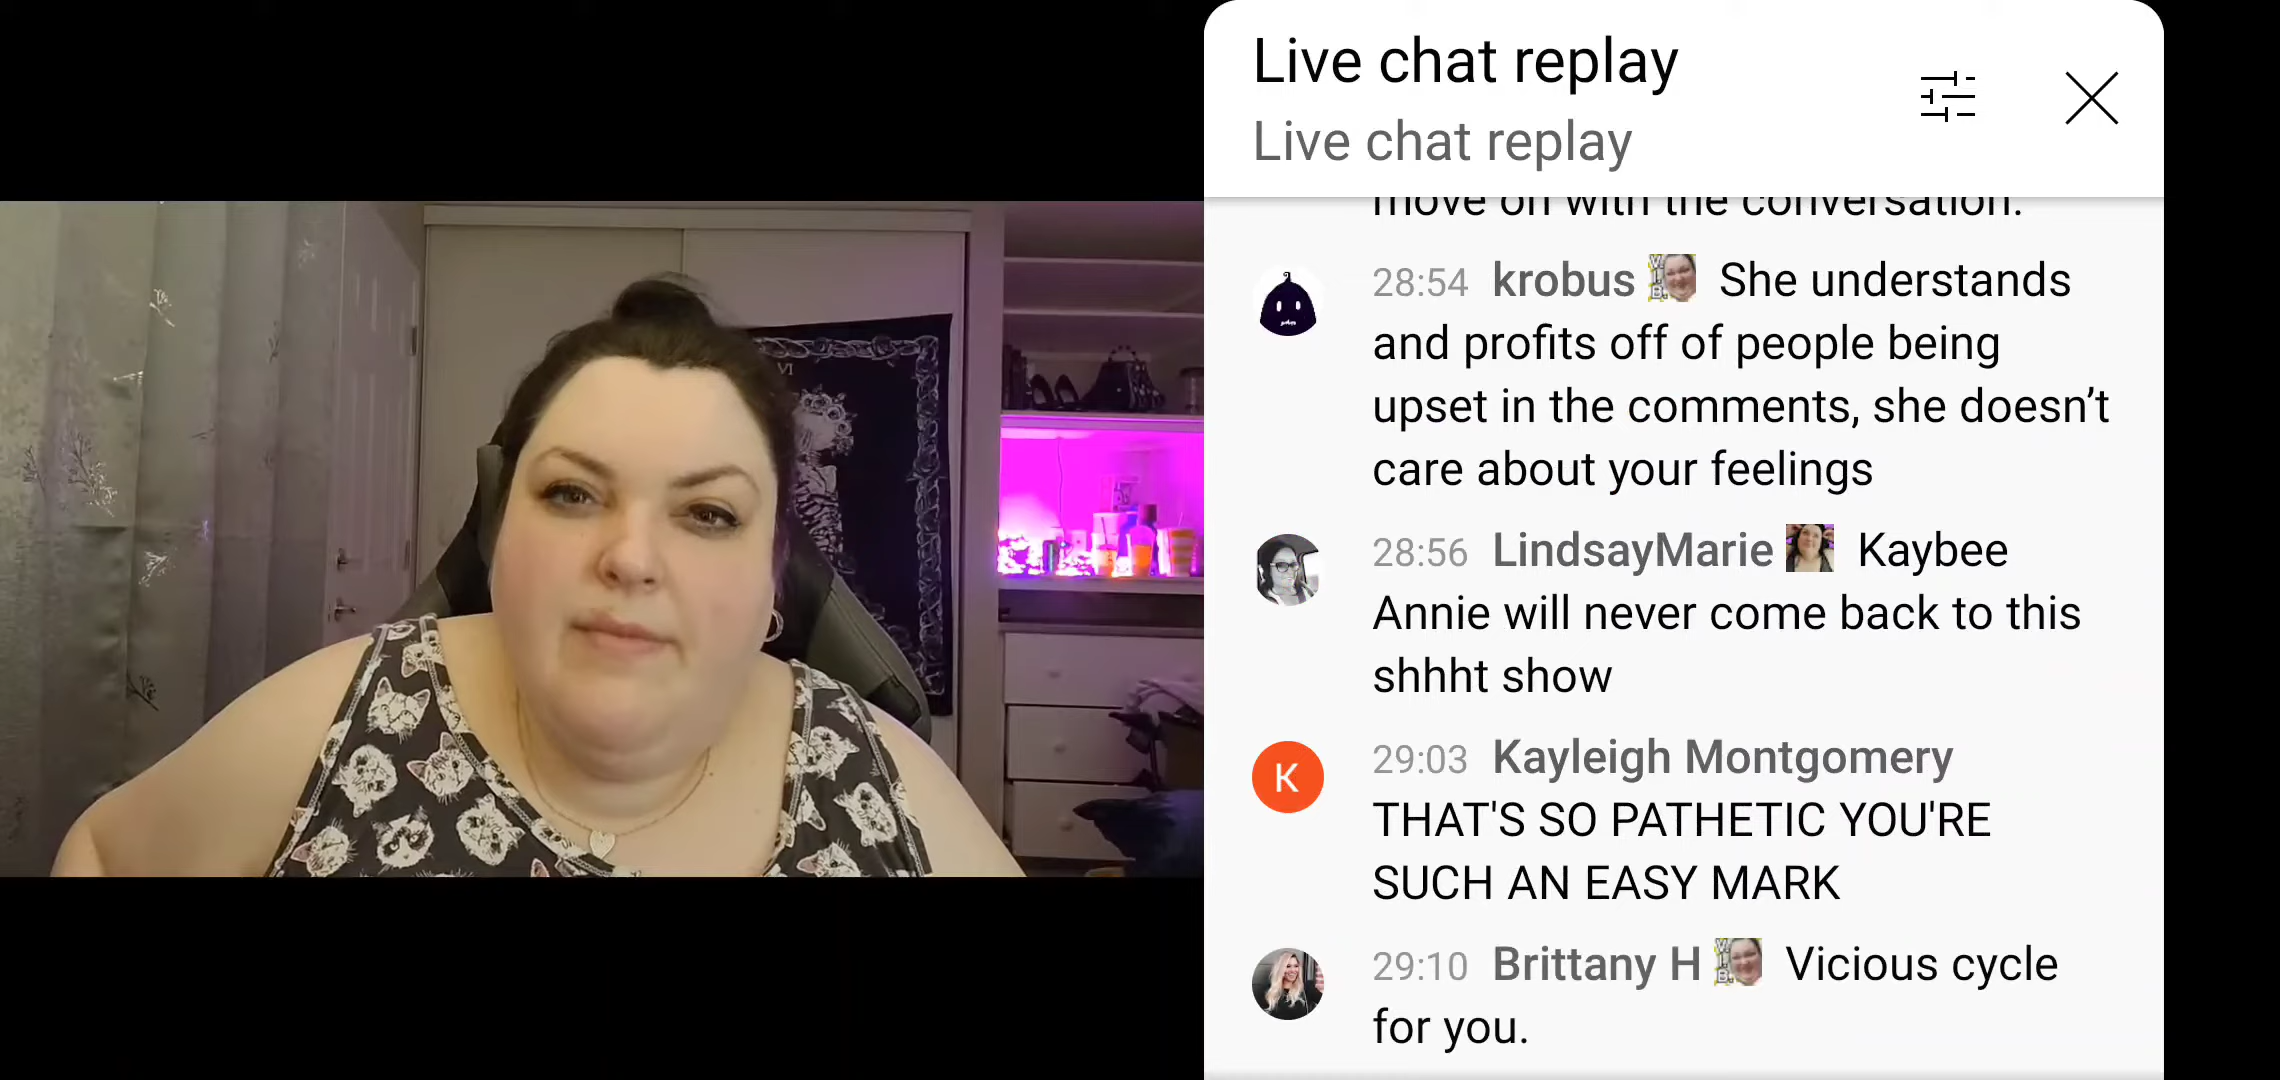 Live chat replay
Live chat replay
move on with the conversation.
28:54 krobus She understands
and profits off of people being
upset in the comments, she doesn’t
care about your feelings
28:56 LindsayMarie Kaybee
Annie will never come back to this
shhht show
29:03 Kayleigh Montgomery
THAT'S SO PATHETIC YOU'RE
SUCH AN EASY MARK
29:10 Brittany H Vicious cycle
for you.
K
VI